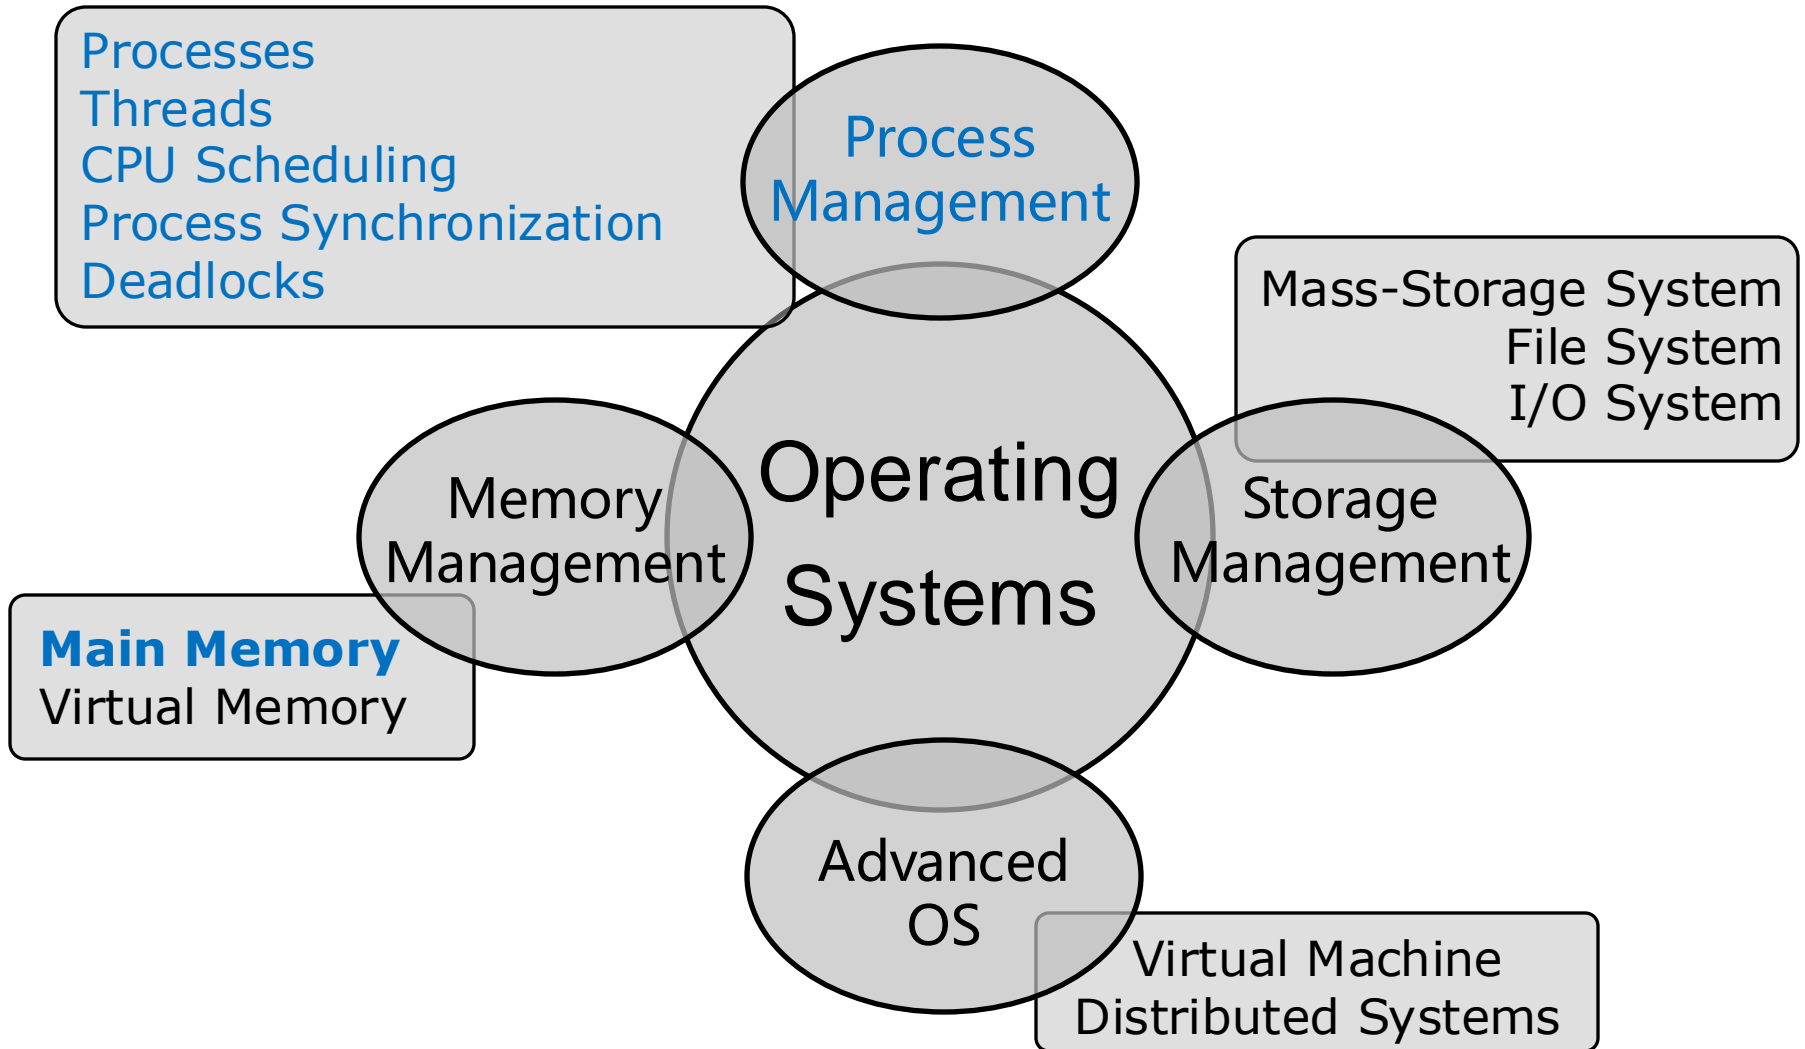 Processes
Threads
CPU Scheduling
Process Synchronization
Deadlocks
Process
Management
Mass-Storage System
File System
I/O System
Memory
Management
Operating
Systems
Storage
Management
Main Memory
Virtual Memory
Advanced
OS
Virtual Machine
Distributed Systems